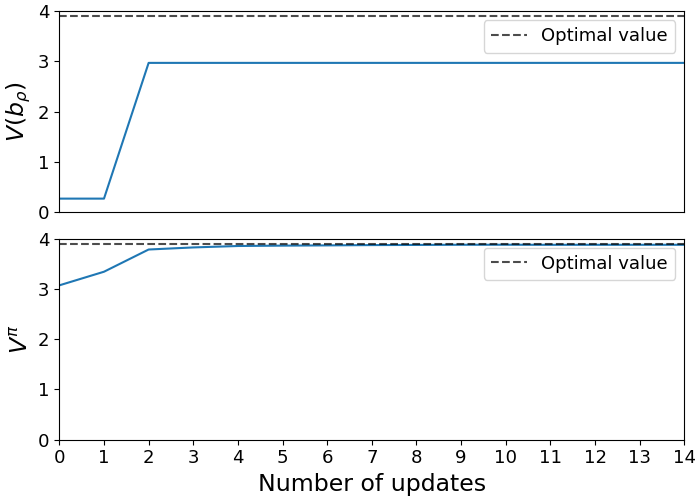 4
3
2
1
0
V(b_ρ)
Optimal value
4
3
2
1
0
V^π
Optimal value
0 1 2 3 4 5 6 7 8 9 10 11 12 13 14
Number of updates